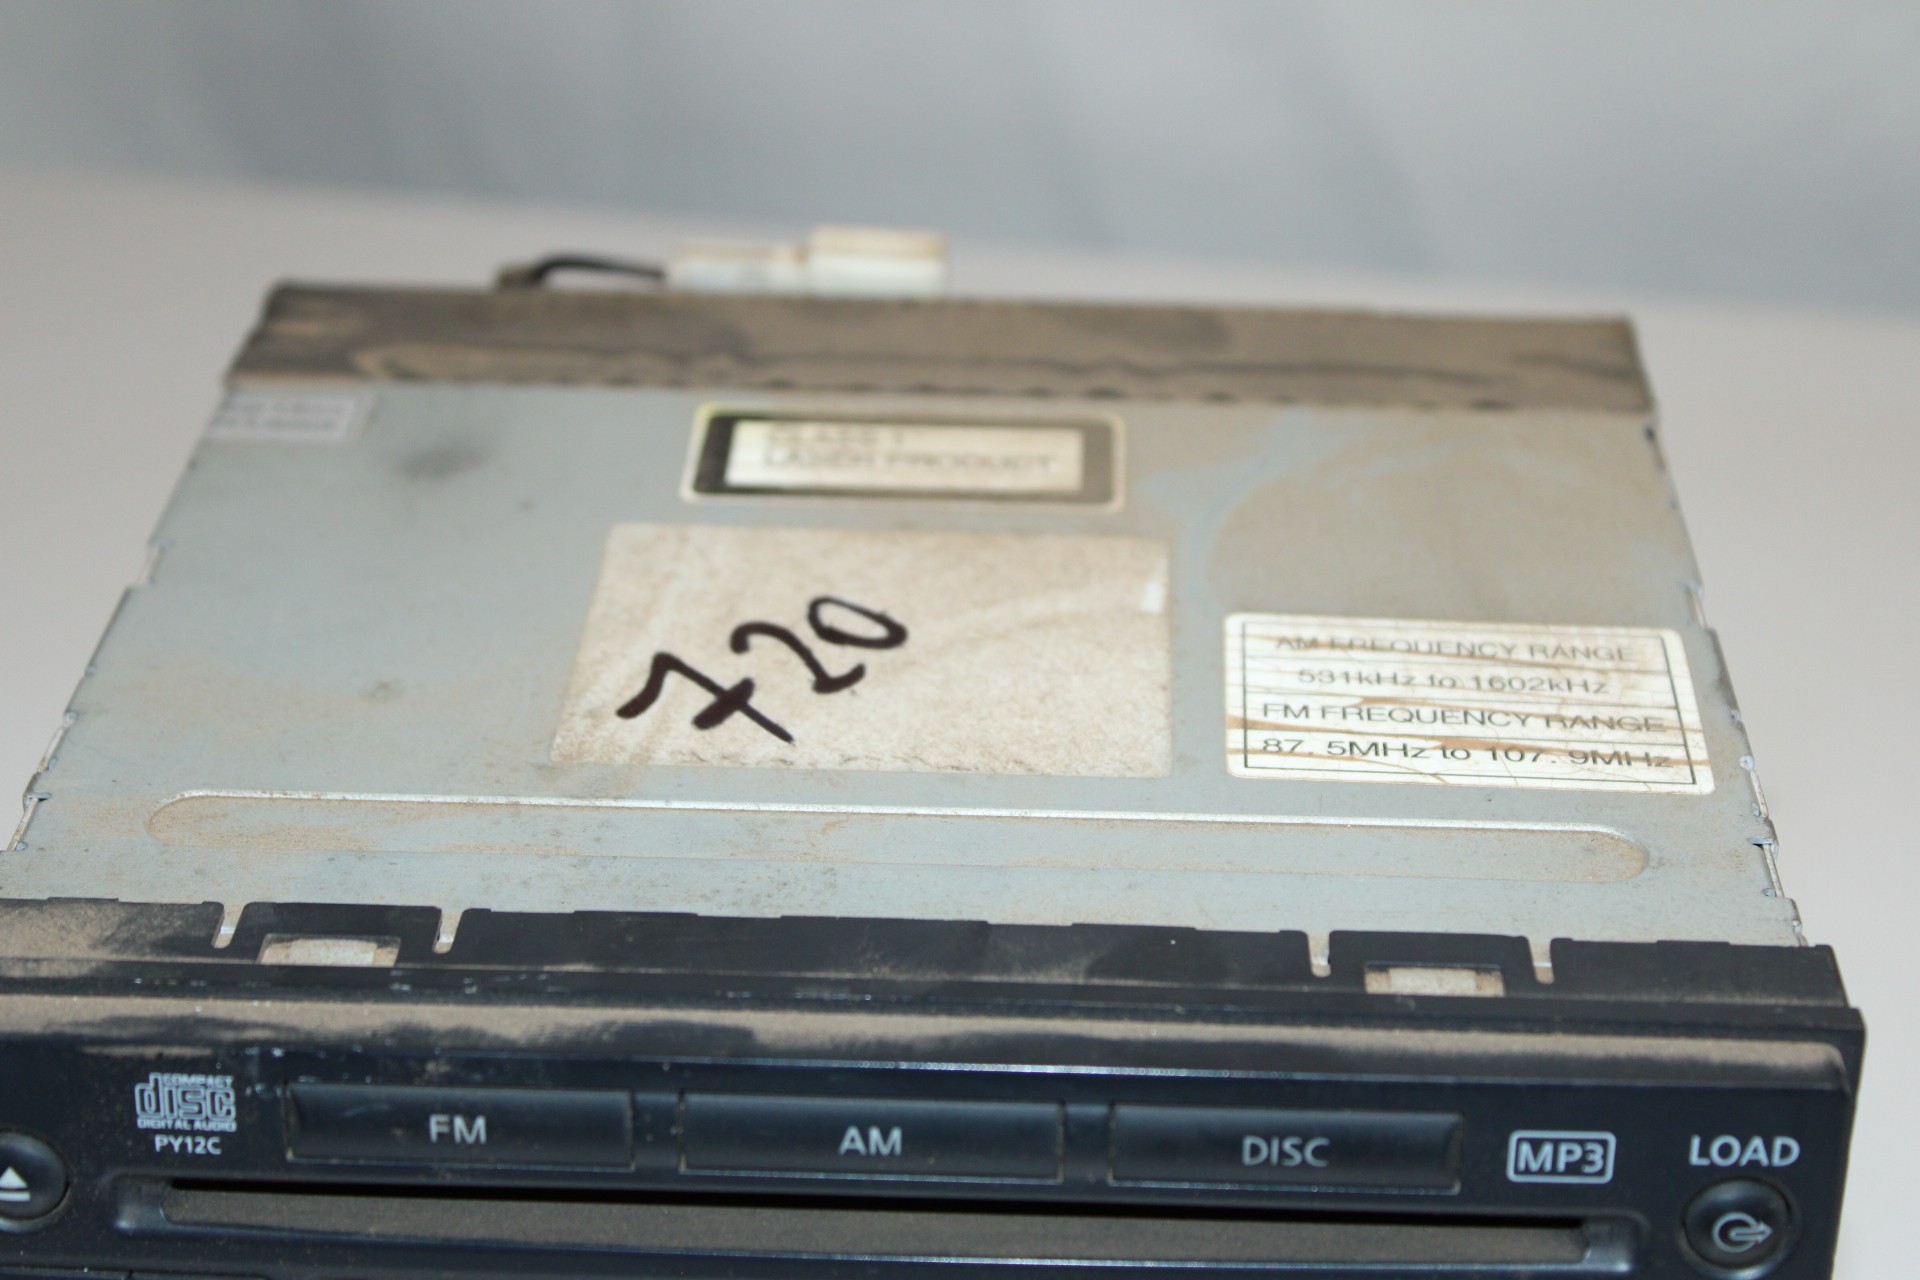 CLASS 1
LASER PRODUCT
720
AM FREQUENCY RANGE
531kHz to 1602kHz
FM FREQUENCY RANGE
87.5MHz to 107.9MHz
COMPACT
disc
DIGITAL AUDIO
PY12C
FM
AM
DISC
MP3
LOAD